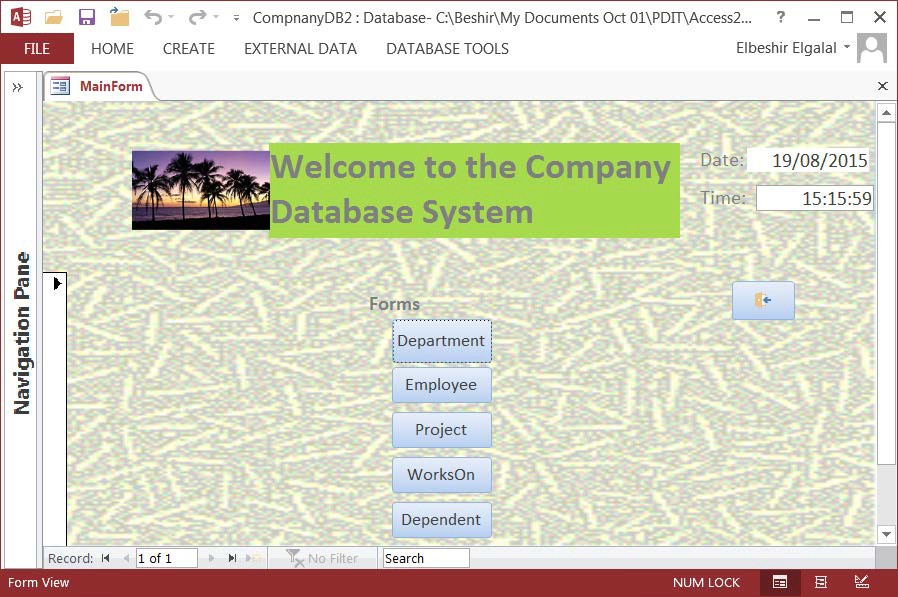 CompnanyDB2 : Database- C:\Beshir\My Documents Oct 01\PDIT\Access2... ?
FILE HOME CREATE EXTERNAL DATA DATABASE TOOLS Elbeshir Elgalal
» MainForm
Welcome to the Company
Database System
Date: 19/08/2015
Time: 15:15:59
Navigation Pane
Forms
Department
Employee
Project
WorksOn
Dependent
Record: 1 of 1 No Filter Search
Form View NUM LOCK